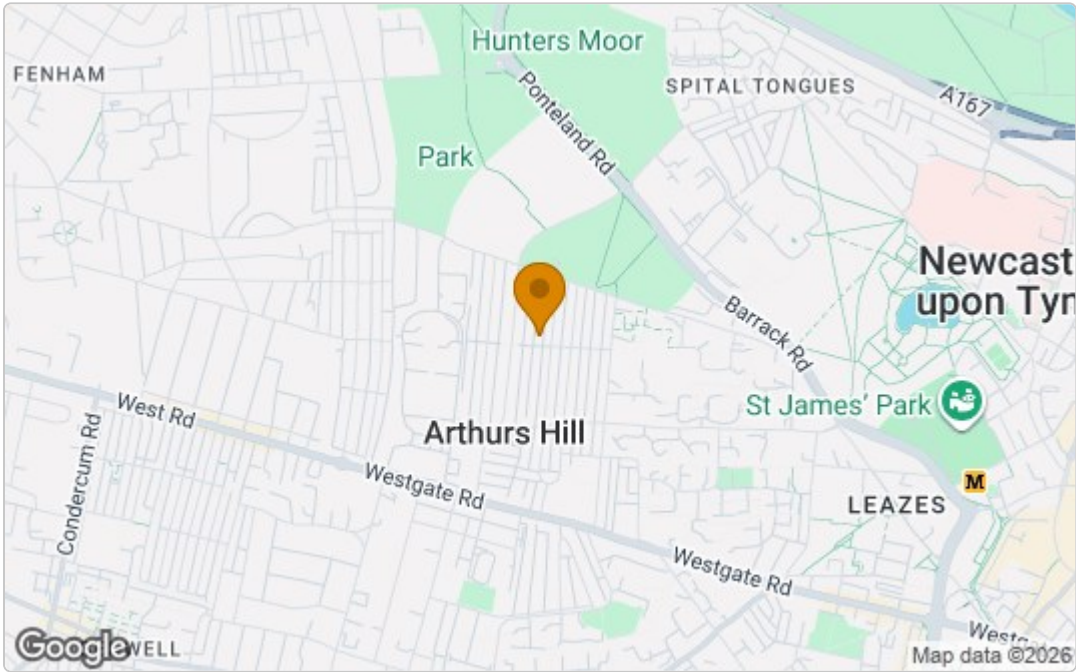 Hunters Moor
FENHAM
SPITAL TONGUES
A167
Ponteland Rd
Park
Newcast
upon Tyn
Barrack Rd
West Rd
St James' Park
Arthurs Hill
Condercum Rd
Westgate Rd
M
LEAZES
Westgate Rd
Westg
Google
WELL
Map data ©2026